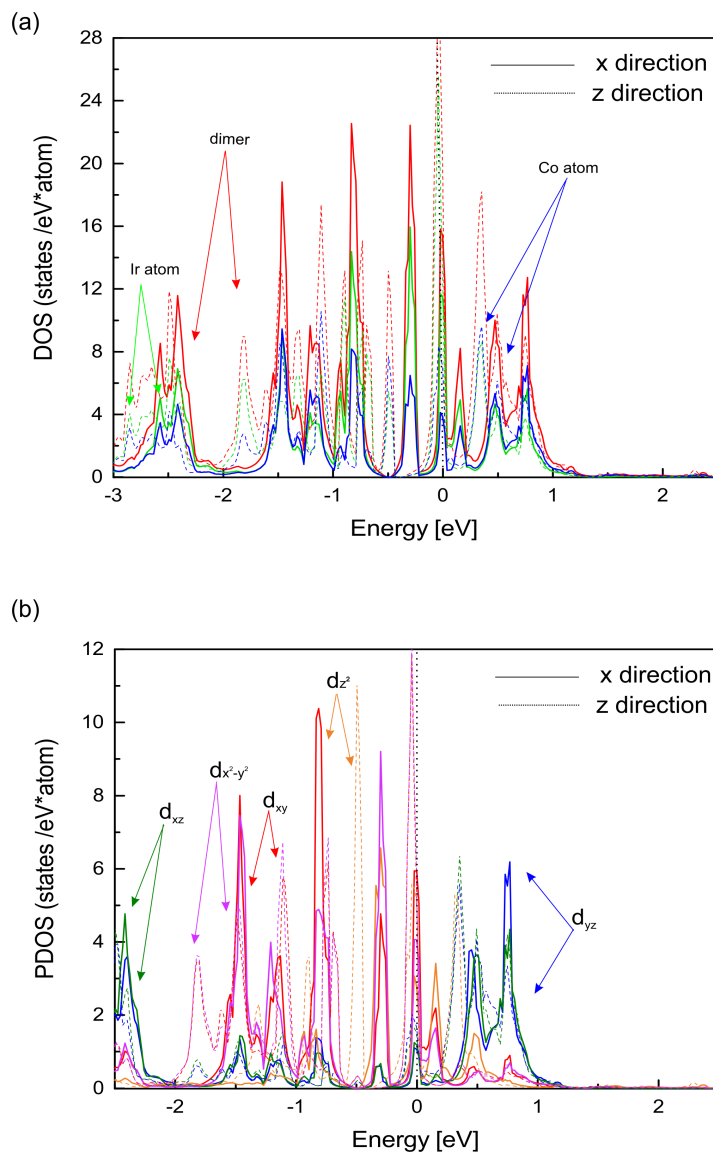 (a)
28
24
20
16
12
8
4
0
DOS (states /eV*atom)
x direction
z direction
dimer
Co atom
Ir atom
-3
-2
-1
0
1
2
Energy [eV]
(b)
12
10
8
6
4
2
0
PDOS (states /eV*atom)
x direction
z direction
dz²
dx²-y²
dxy
dxz
dyz
-2
-1
0
1
2
Energy [eV]